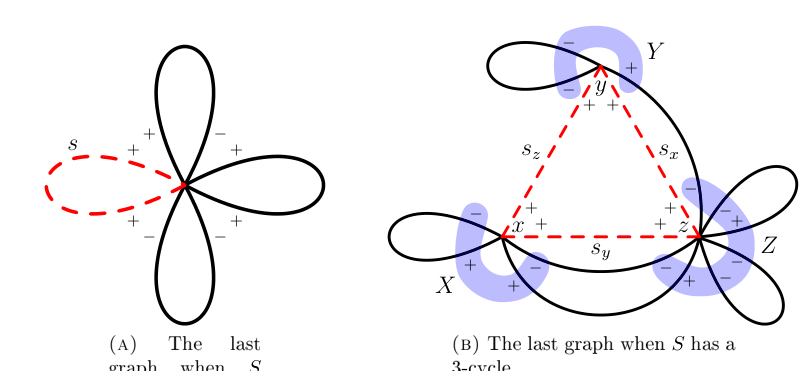 s
+ −
+ +
+ +
− −
− Y
+
−
y
+ +
s_z s_x
−
+ + − +
− x + + z
s_y Z
+ − − −
X + + −
(A) The last
graph when S
(B) The last graph when S has a
3-cycle